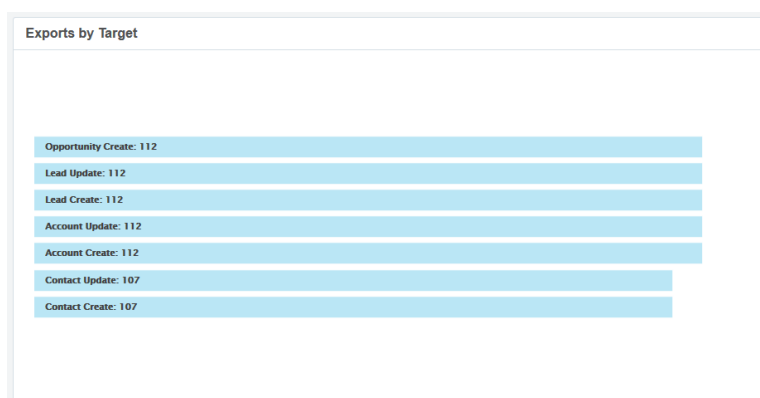 Exports by Target
Opportunity Create: 112
Lead Update: 112
Lead Create: 112
Account Update: 112
Account Create: 112
Contact Update: 107
Contact Create: 107